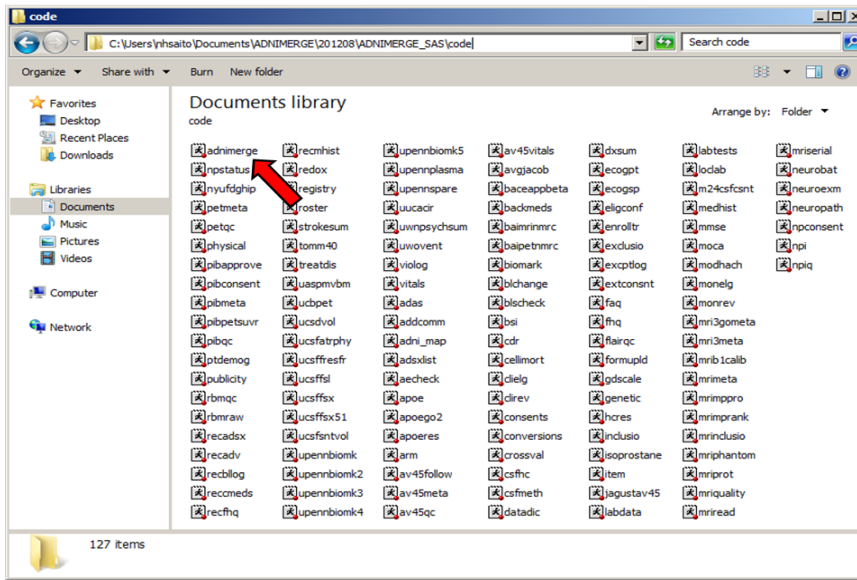 code
C:\Users\nhsaito\Documents\ADNIMERGE\201208\ADNIMERGE_SAS\code
Search code
Organize Share with Burn New folder
Favorites
Desktop
Recent Places
Downloads
Libraries
Documents
Music
Pictures
Videos
Computer
Network
Documents library
code
Arrange by: Folder
adnimerge recmhist upennbiomk5 av45vitals dxsum labtests mriserial
npstatus redox upennplasma avgjacob ecogpt loclab neurobat
nyufdghip registry upennspare baceappbeta ecogsp m24csfcsnt neuroexm
petmeta roster uucacir backmeds eligconf medhist neuropath
petqc strokesum uwnpsychsum baimrinmrc enrolltr mmse npconsent
physical tomm40 uwovent baipetnmrc exclusio moca npi
pibapprove treatdis violog biomark excptlog modhach npiq
pibconsent uaspmvbm vitals blchange extconsnt monelg
pibmeta ucbpet adas blscheck faq monrev
pibpetsuvr ucsdvol addcomm bsi fhq mri3gometa
pibqc ucsfatrphy adni_map cdr flairqc mri3meta
ptdemog ucsffresfr adsxlist cellimort formupld mrib1calib
publicity ucsffsl aecheck clielg gdscale mrimeta
rbmqc ucsffsx apoe clirev genetic mrimppro
rbmraw ucsffsx51 apoego2 consents hcres mrimprank
recadsx ucsfsntvol apoeres conversions inclusio mrinclusio
recadv upennbiomk arm crossval isoprostane mriphantom
recbllog upennbiomk2 av45follow csfhc item mriprot
reccmeds upennbiomk3 av45meta csfmeth jagustav45 mriquality
recfhq upennbiomk4 av45qc datadic labdata mriread
127 items